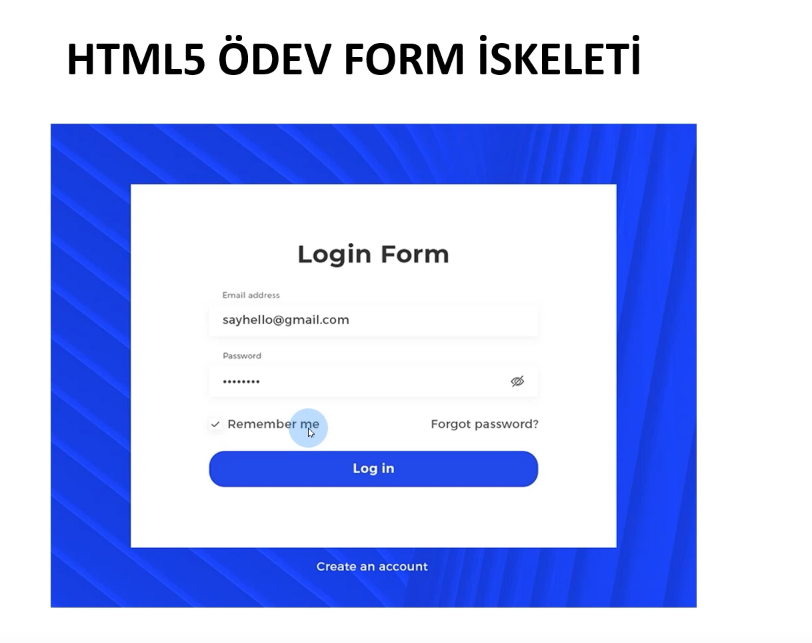 HTML5 ÖDEV FORM İSKELETİ
Login Form
Email address
sayhello@gmail.com
Password
••••••••
Remember me
Forgot password?
Log in
Create an account